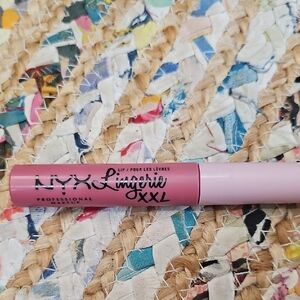 LIP / POUR LES LÈVRES
NYX Lingerie
PROFESSIONAL
MAKEUP
XXL